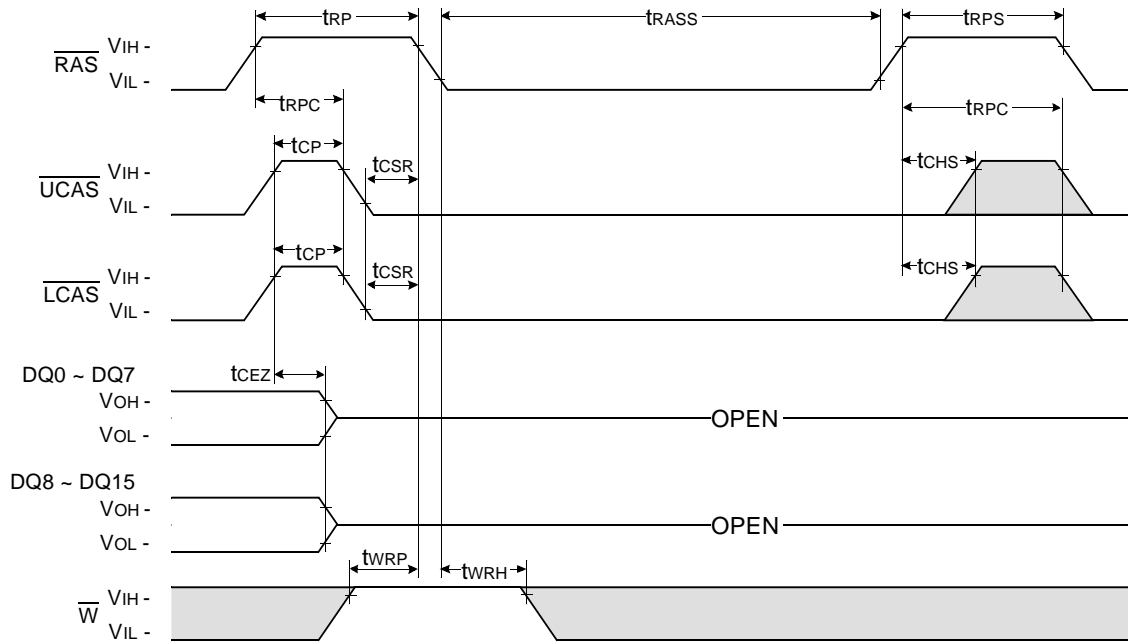 tRP
tRASS
tRPS
RAS
VIH -
VIL -
tRPC
tRPC
tCP
tCSR
tCHS
UCAS
VIH -
VIL -
tCP
tCSR
tCHS
LCAS
VIH -
VIL -
DQ0 ~ DQ7
tCEZ
VOH -
VOL -
OPEN
DQ8 ~ DQ15
VOH -
VOL -
OPEN
tWRP
tWRH
W
VIH -
VIL -